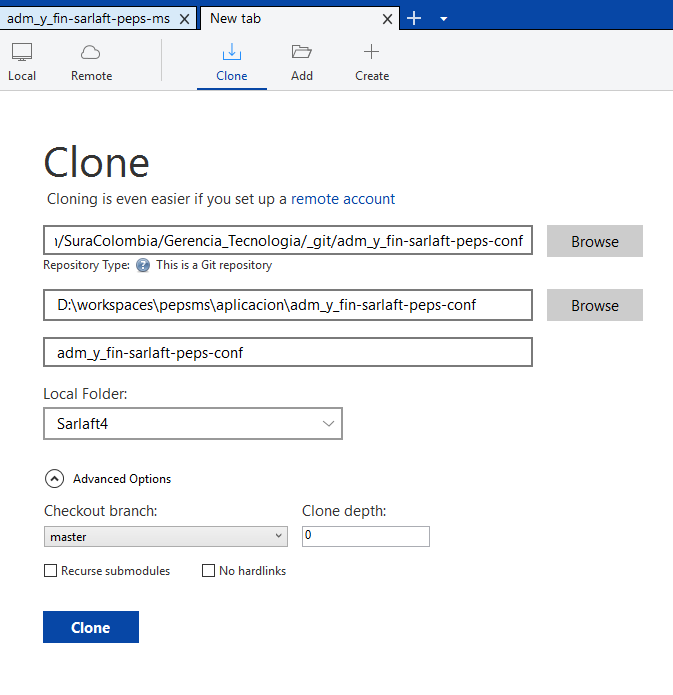 adm_y_fin-sarlaft-peps-ms New tab
Local Remote Clone Add Create
Clone
Cloning is even easier if you set up a remote account
/SuraColombia/Gerencia_Tecnologia/_git/adm_y_fin-sarlaft-peps-conf Browse
Repository Type: ? This is a Git repository
D:\workspaces\pepsms\aplicacion\adm_y_fin-sarlaft-peps-conf Browse
adm_y_fin-sarlaft-peps-conf
Local Folder:
Sarlaft4
Advanced Options
Checkout branch: Clone depth:
master 0
Recurse submodules No hardlinks
Clone